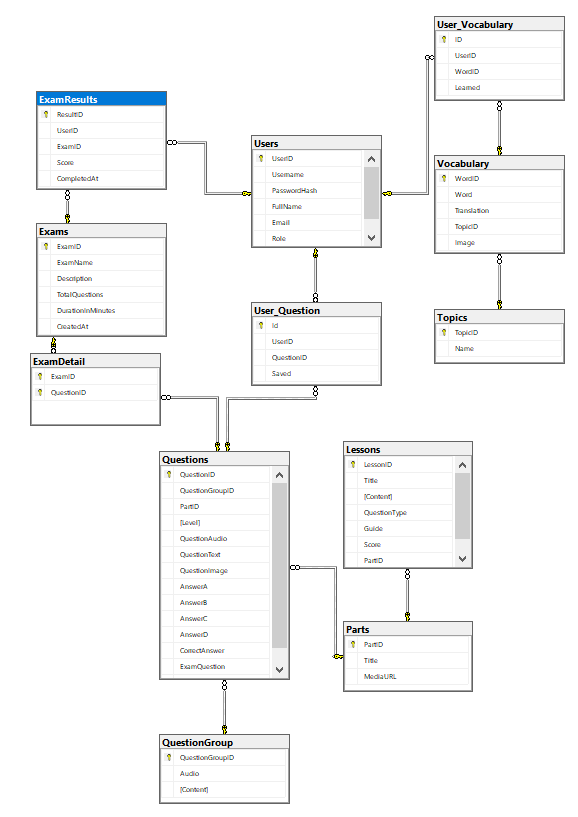 User_Vocabulary
ID
UserID
WordID
Learned
ExamResults
ResultID
UserID
ExamID
Score
CompletedAt
Users
UserID
Username
PasswordHash
FullName
Email
Role
Vocabulary
WordID
Word
Translation
TopicID
Image
Exams
ExamID
ExamName
Description
TotalQuestions
DurationInMinutes
CreatedAt
User_Question
Id
UserID
QuestionID
Saved
Topics
TopicID
Name
ExamDetail
ExamID
QuestionID
Questions
QuestionID
QuestionGroupID
PartID
[Level]
QuestionAudio
QuestionText
QuestionImage
AnswerA
AnswerB
AnswerC
AnswerD
CorrectAnswer
ExamQuestion
Lessons
LessonID
Title
[Content]
QuestionType
Guide
Score
PartID
Parts
PartID
Title
MediaURL
QuestionGroup
QuestionGroupID
Audio
[Content]